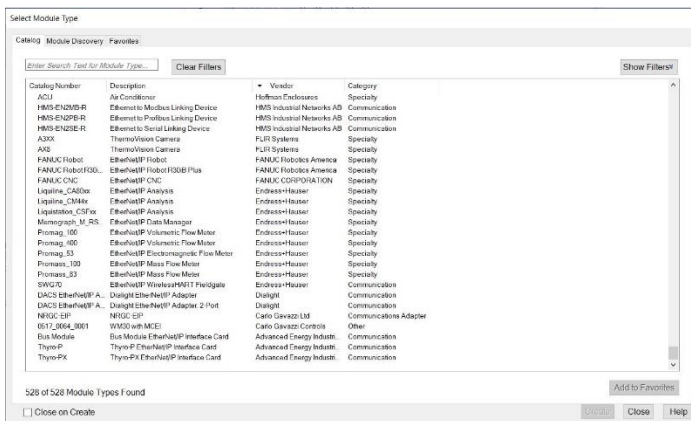 Select Module Type
Catalog Module Discovery Favorites
Enter Search Text for Module Type... Clear Filters Show Filters
Catalog Number Description Vendor Category
ACU Air Conditioner Hoffman Enclosures Specialty
HMS-EN2MB-R Ethernet to Modbus Linking Device HMS Industrial Networks AB Communication
HMS-EN2PB-R Ethernet to Profibus Linking Device HMS Industrial Networks AB Communication
HMS-EN2SE-R Ethernet to Serial Linking Device HMS Industrial Networks AB Communication
A3XX ThermoVision Camera FLIR Systems Specialty
AX8 ThermoVision Camera FLIR Systems Specialty
FANUC Robot EtherNet/IP Robot FANUC Robotics America Specialty
FANUC Robot R30i... EtherNet/IP Robot R30iB Plus FANUC Robotics America Specialty
FANUC CNC EtherNet/IP CNC FANUC CORPORATION Specialty
Liquiline_CA80xx EtherNet/IP Analysis Endress+Hauser Specialty
Liquiline_CM44x EtherNet/IP Analysis Endress+Hauser Specialty
Liquistation_CSFxx EtherNet/IP Analysis Endress+Hauser Specialty
Memograph_M_RS... EtherNet/IP Data Manager Endress+Hauser Specialty
Promag_100 EtherNet/IP Volumetric Flow Meter Endress+Hauser Specialty
Promag_400 EtherNet/IP Volumetric Flow Meter Endress+Hauser Specialty
Promag_53 EtherNet/IP Electromagnetic Flow Meter Endress+Hauser Specialty
Promass_100 EtherNet/IP Mass Flow Meter Endress+Hauser Specialty
Promass_83 EtherNet/IP Mass Flow Meter Endress+Hauser Specialty
SWG70 EtherNet/IP WirelessHART Fieldgate Endress+Hauser Communication
DACS EtherNet/IP A... Dialight EtherNet/IP Adapter Dialight Communication
DACS EtherNet/IP A... Dialight EtherNet/IP Adapter. 2-Port Dialight Communication
NRGC-EIP NRGC-EIP Carlo Gavazzi Ltd Communications Adapter
0517_0064_0001 WM30 with MCEI Carlo Gavazzi Controls Other
Bus Module Bus Module EtherNet/IP Interface Card Advanced Energy Industri... Communication
Thyro-P Thyro-P EtherNet/IP Interface Card Advanced Energy Industri... Communication
Thyro-PX Thyro-PX EtherNet/IP Interface Card Advanced Energy Industri... Communication
528 of 528 Module Types Found
Add to Favorites
Close on Create Create Close Help